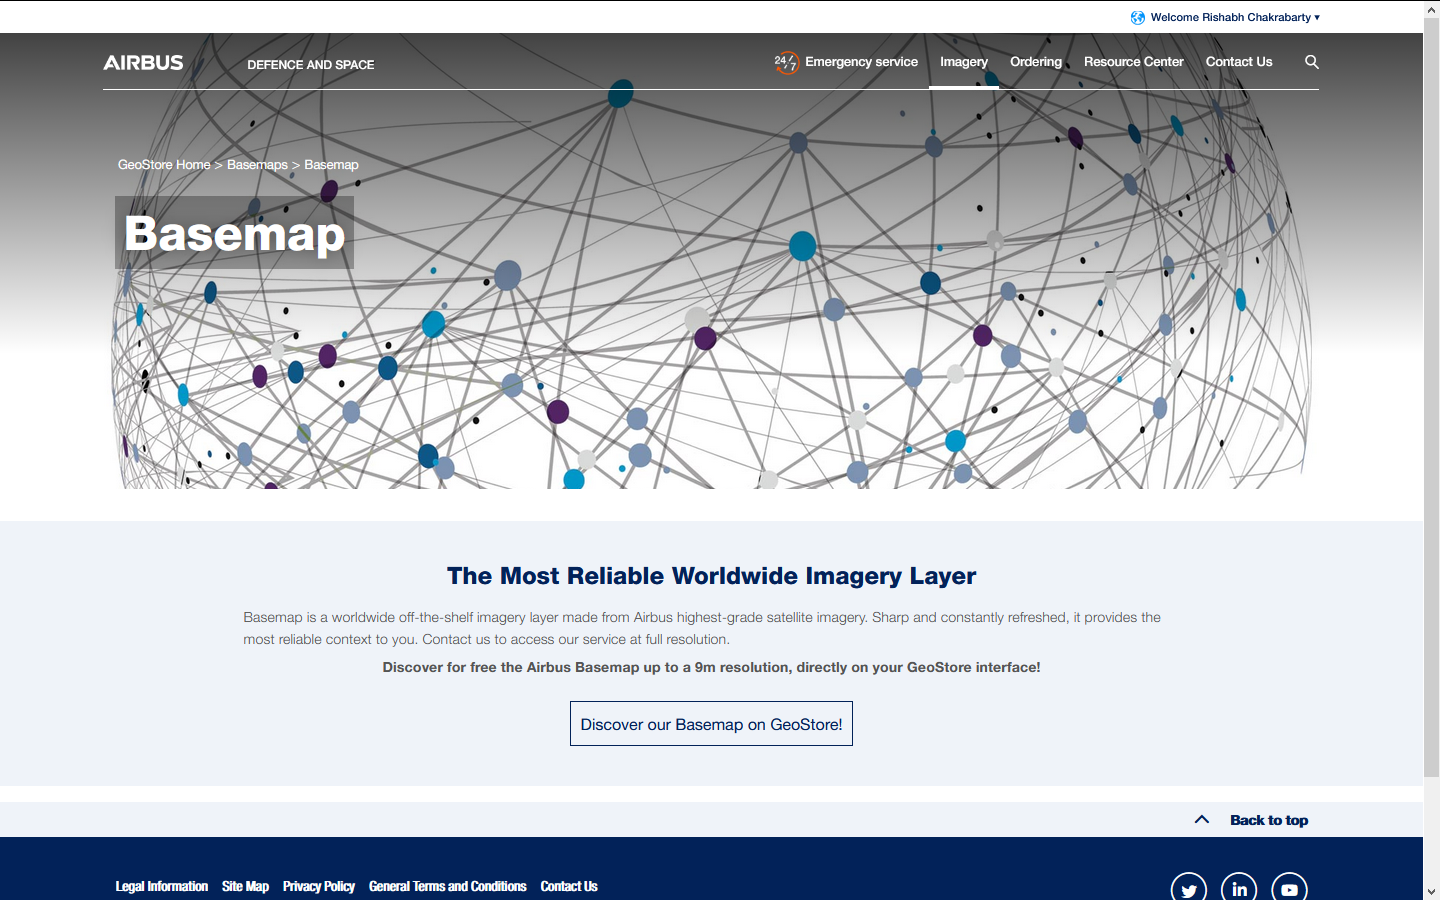 Welcome Rishabh Chakrabarty
AIRBUS
DEFENCE AND SPACE
24/7
Emergency service
Imagery
Ordering
Resource Center
Contact Us
GeoStore Home > Basemaps > Basemap
Basemap
The Most Reliable Worldwide Imagery Layer
Basemap is a worldwide off-the-shelf imagery layer made from Airbus highest-grade satellite imagery. Sharp and constantly refreshed, it provides the
most reliable context to you. Contact us to access our service at full resolution.
Discover for free the Airbus Basemap up to a 9m resolution, directly on your GeoStore interface!
Discover our Basemap on GeoStore!
Back to top
Legal Information
Site Map
Privacy Policy
General Terms and Conditions
Contact Us
in